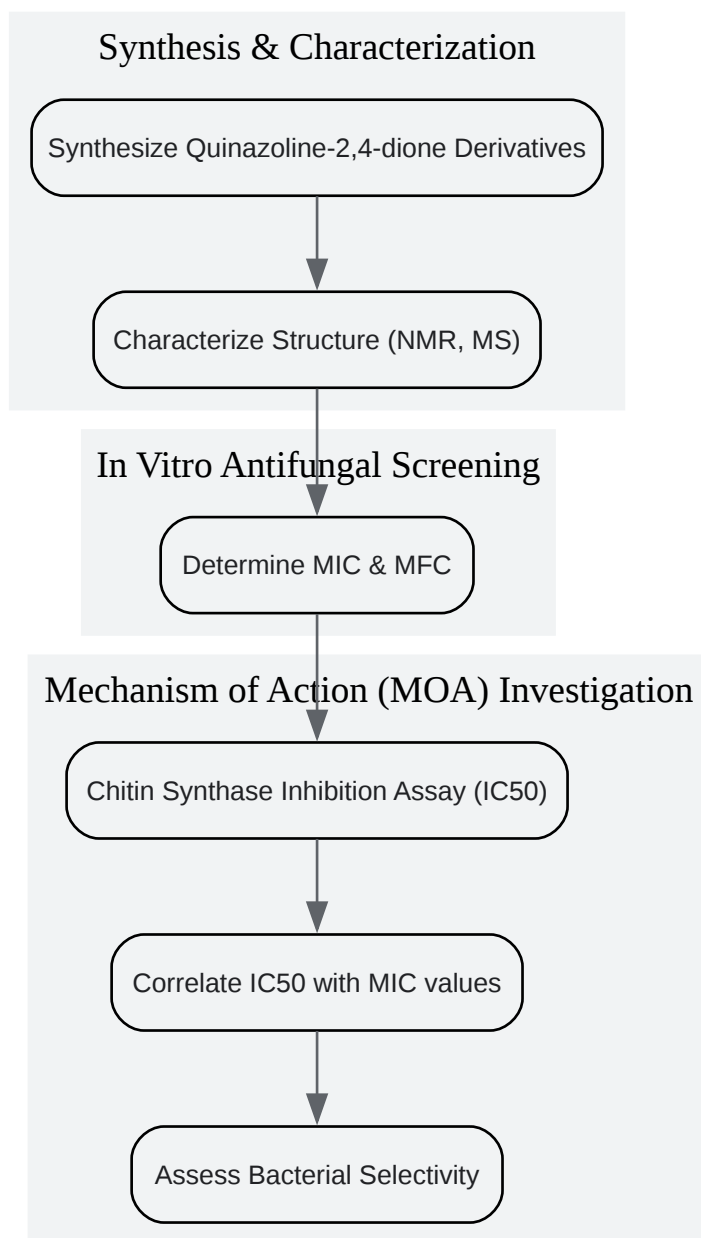 Synthesis & Characterization
Synthesize Quinazoline-2,4-dione Derivatives
Characterize Structure (NMR, MS)
In Vitro Antifungal Screening
Determine MIC & MFC
Mechanism of Action (MOA) Investigation
Chitin Synthase Inhibition Assay (IC50)
Correlate IC50 with MIC values
Assess Bacterial Selectivity